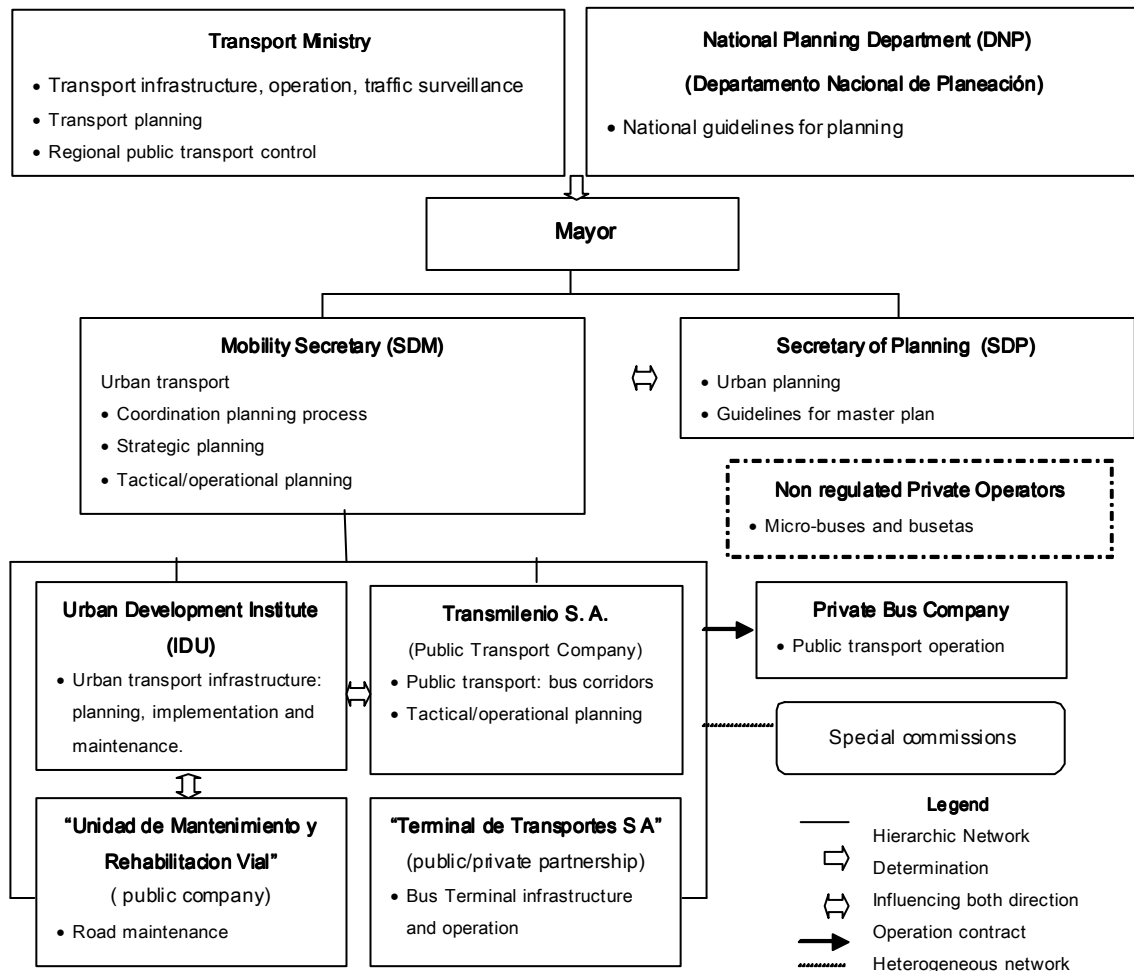 Transport Ministry
• Transport infrastructure, operation, traffic surveillance
• Transport planning
• Regional public transport control
National Planning Department (DNP)
(Departamento Nacional de Planeación)
• National guidelines for planning
Mayor
Mobility Secretary (SDM)
Urban transport
• Coordination planning process
• Strategic planning
• Tactical/operational planning
Secretary of Planning (SDP)
• Urban planning
• Guidelines for master plan
Non regulated Private Operators
• Micro-buses and busetas
Urban Development Institute
(IDU)
• Urban transport infrastructure:
planning, implementation and
maintenance.
Transmilenio S. A.
(Public Transport Company)
• Public transport: bus corridors
• Tactical/operational planning
Private Bus Company
• Public transport operation
Special commissions
“Unidad de Mantenimiento y
Rehabilitacion Vial”
( public company)
• Road maintenance
“Terminal de Transportes S A”
(public/private partnership)
• Bus Terminal infrastructure
and operation
Legend
Hierarchic Network
Determination
Influencing both direction
Operation contract
Heterogeneous network